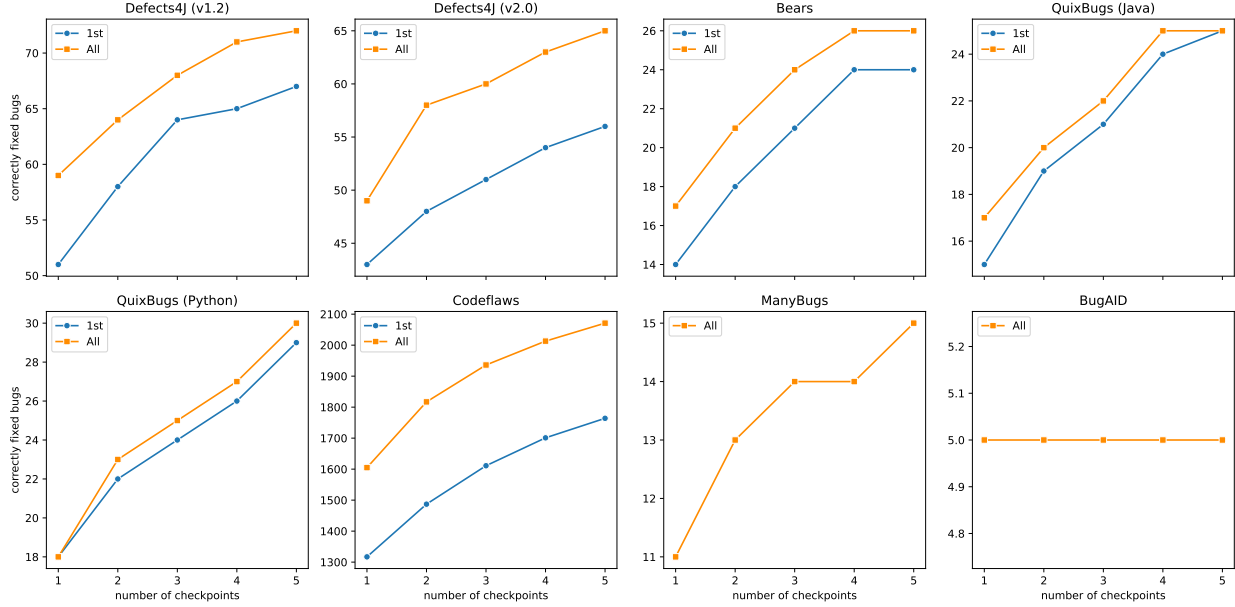 Defects4J (v1.2)
1st
All
correctly fixed bugs
70
65
60
55
50
Defects4J (v2.0)
1st
All
65
60
55
50
45
Bears
1st
All
26
24
22
20
18
16
14
QuixBugs (Java)
1st
All
24
22
20
18
16
QuixBugs (Python)
1st
All
correctly fixed bugs
30
28
26
24
22
20
18
1 2 3 4 5
number of checkpoints
Codeflaws
1st
All
2100
2000
1900
1800
1700
1600
1500
1400
1300
1 2 3 4 5
number of checkpoints
ManyBugs
All
15
14
13
12
11
1 2 3 4 5
number of checkpoints
BugAID
All
5.2
5.1
5.0
4.9
4.8
1 2 3 4 5
number of checkpoints